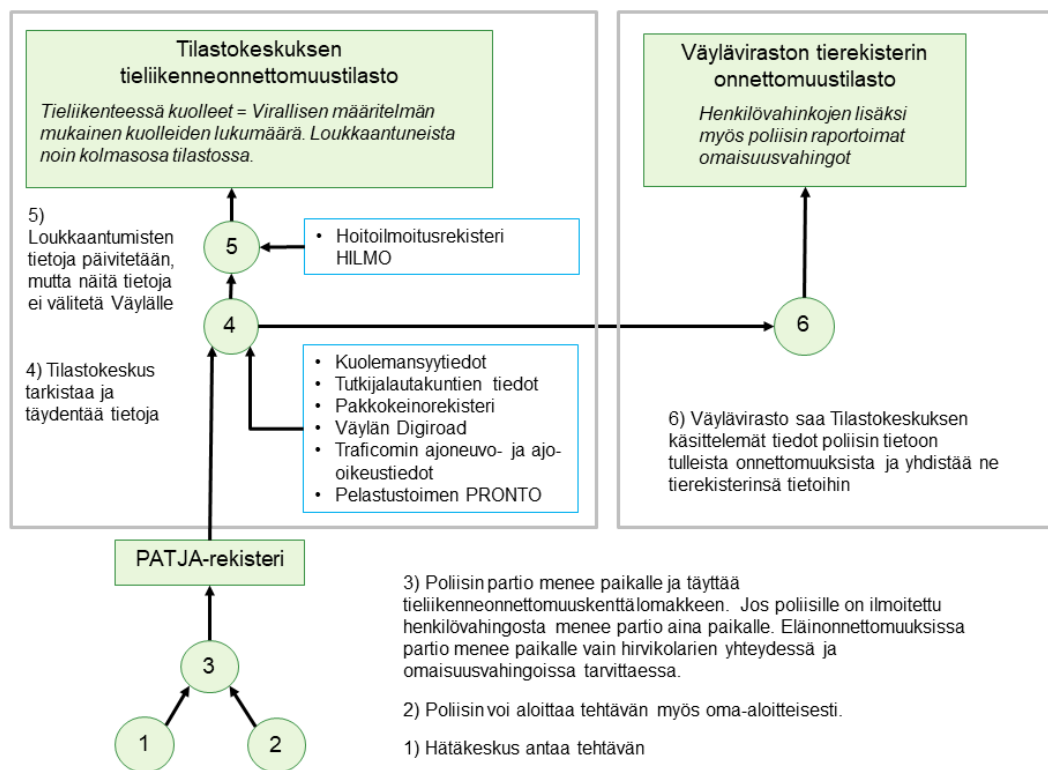 Tilastokeskuksen
tieliikenneonnettomuustilasto
Tieliikenteessä kuolleet = Virallisen määritelmän
mukainen kuolleiden lukumäärä. Loukkaantuneista
noin kolmasosa tilastossa.
Väyläviraston tierekisterin
onnettomuustilasto
Henkilövahinkojen lisäksi
myös poliisin raportoimat
omaisuusvahingot
5)
Loukkaantumisten
tietoja päivitetään,
mutta näitä tietoja
ei välitetä Väylälle
5
• Hoitoilmoitusrekisteri
HILMO
4
6
4) Tilastokeskus
tarkistaa ja
täydentää tietoja
• Kuolemansyytiedot
• Tutkijalautakuntien tiedot
• Pakkokeinorekisteri
• Väylän Digiroad
• Traficomin ajoneuvo- ja ajo-
oikeustiedot
• Pelastustoimen PRONTO
6) Väylävirasto saa Tilastokeskuksen
käsittelemät tiedot poliisin tietoon
tulleista onnettomuuksista ja yhdistää ne
tierekisterinsä tietoihin
PATJA-rekisteri
3
1
2
3) Poliisin partio menee paikalle ja täyttää
tieliikenneonnettomuuskenttälomakkeen. Jos poliisille on ilmoitettu
henkilövahingosta menee partio aina paikalle. Eläinonnettomuuksissa
partio menee paikalle vain hirvikolarien yhteydessä ja
omaisuusvahingoissa tarvittaessa.
2) Poliisin voi aloittaa tehtävän myös oma-aloitteisesti.
1) Hätäkeskus antaa tehtävän